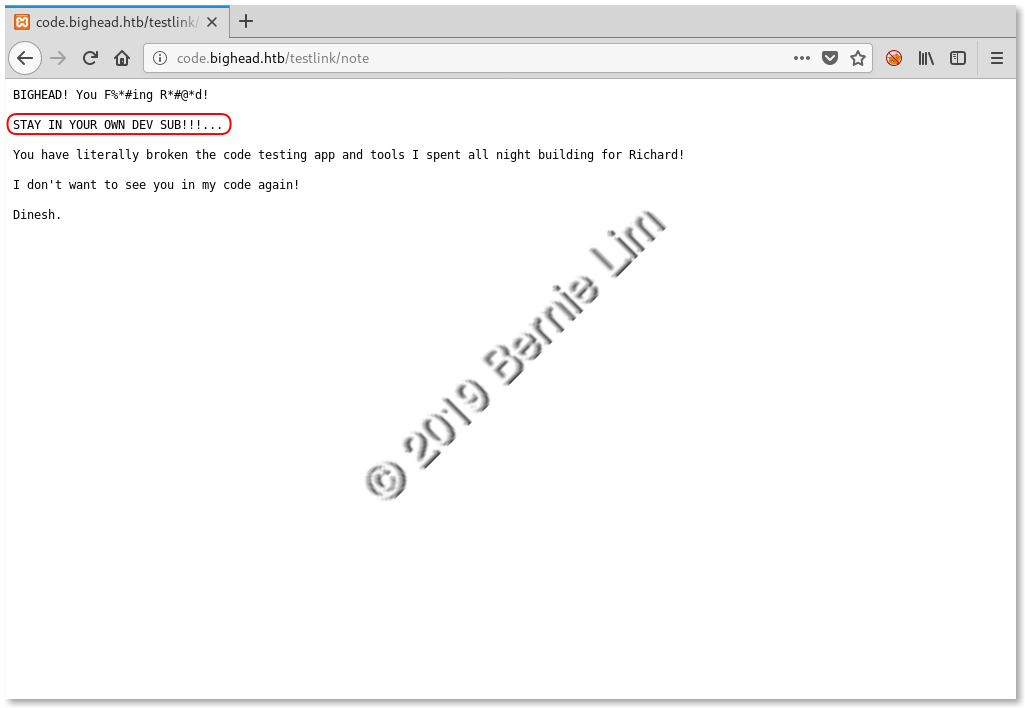 code.bighead.htb/testlink/
code.bighead.htb/testlink/note
BIGHEAD! You F%*#ing R*#@*d!
STAY IN YOUR OWN DEV SUB!!!...
You have literally broken the code testing app and tools I spent all night building for Richard!
I don't want to see you in my code again!
Dinesh.
© 2019 Bernie Lim